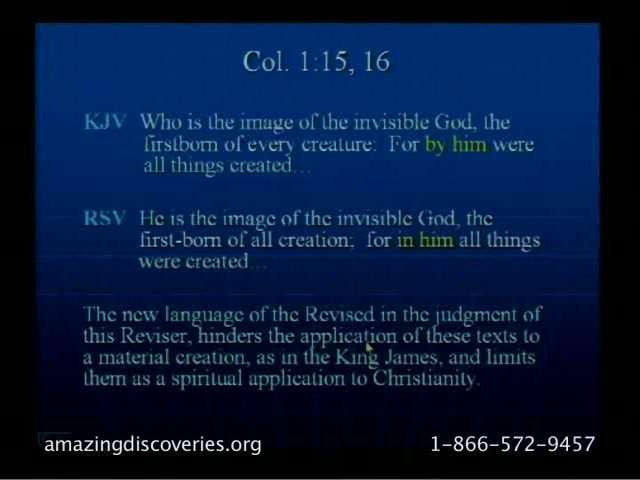 Col. 1:15, 16
KJV Who is the image of the invisible God, the
firstborn of every creature: For by him were
all things created...
RSV He is the image of the invisible God, the
first-born of all creation; for in him all things
were created...
The new language of the Revised in the judgment of
this Reviser, hinders the application of these texts to
a material creation, as in the King James, and limits
them as a spiritual application to Christianity.
amazingdiscoveries.org 1-866-572-9457